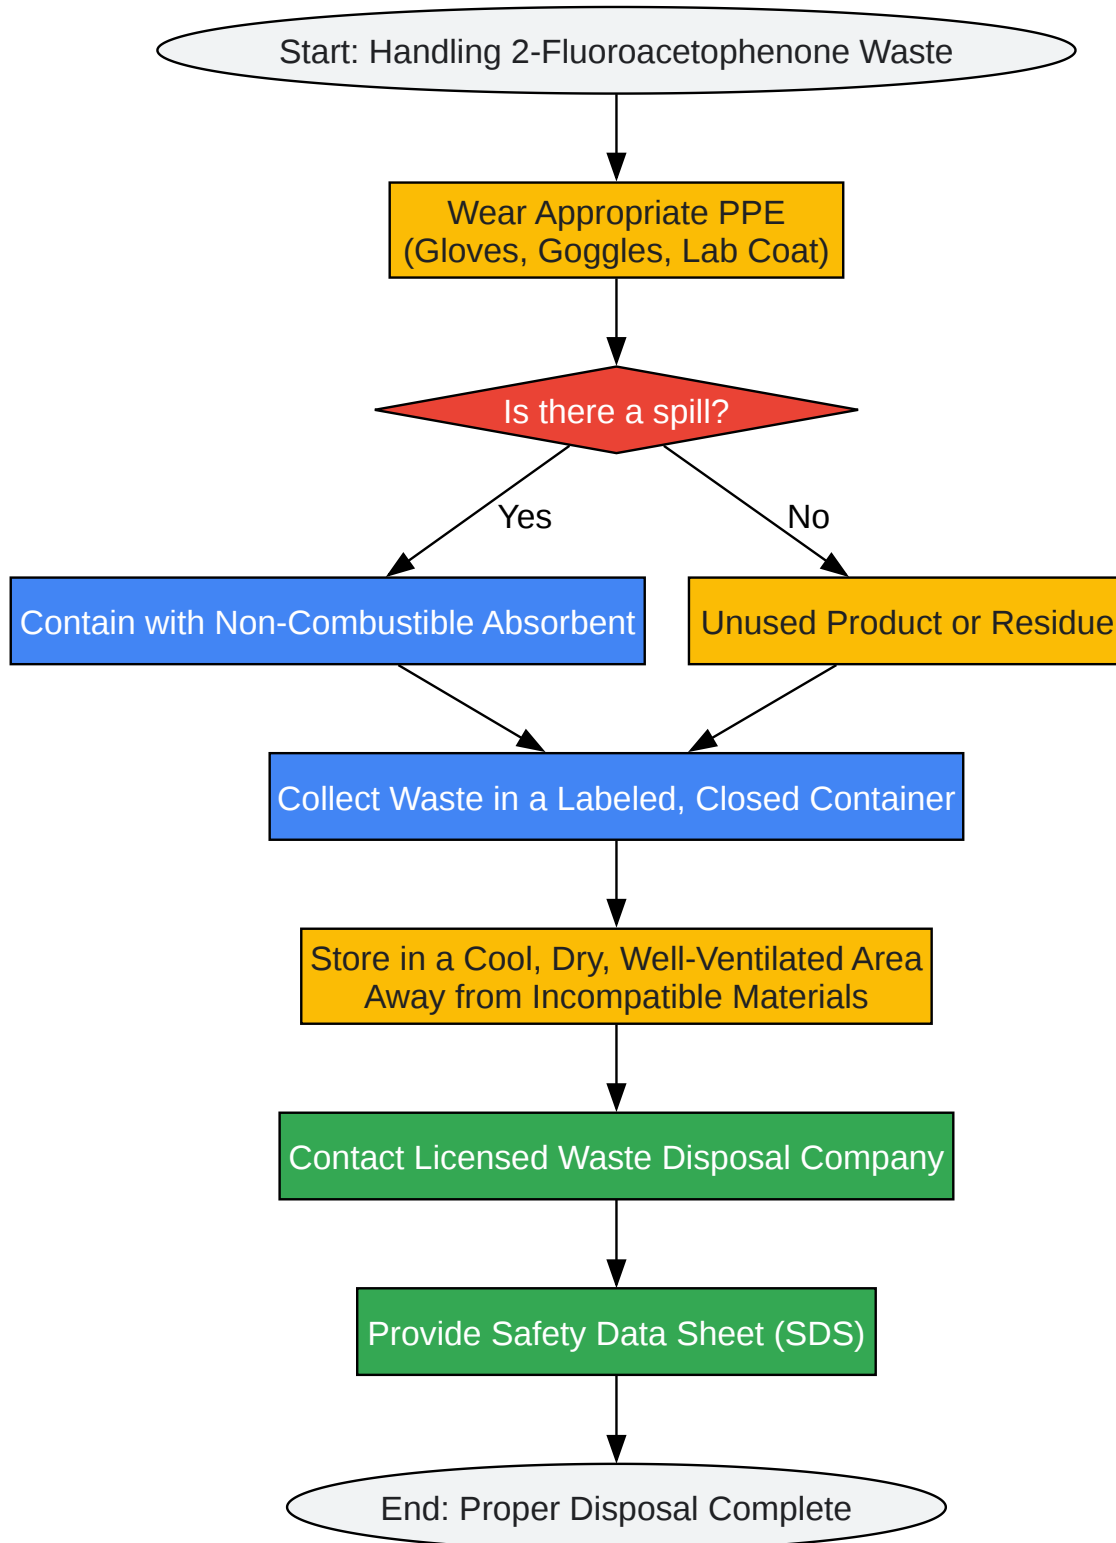 Start: Handling 2-Fluoroacetophenone Waste
Wear Appropriate PPE
(Gloves, Goggles, Lab Coat)
Is there a spill?
Yes
No
Contain with Non-Combustible Absorbent
Unused Product or Residue
Collect Waste in a Labeled, Closed Container
Store in a Cool, Dry, Well-Ventilated Area
Away from Incompatible Materials
Contact Licensed Waste Disposal Company
Provide Safety Data Sheet (SDS)
End: Proper Disposal Complete